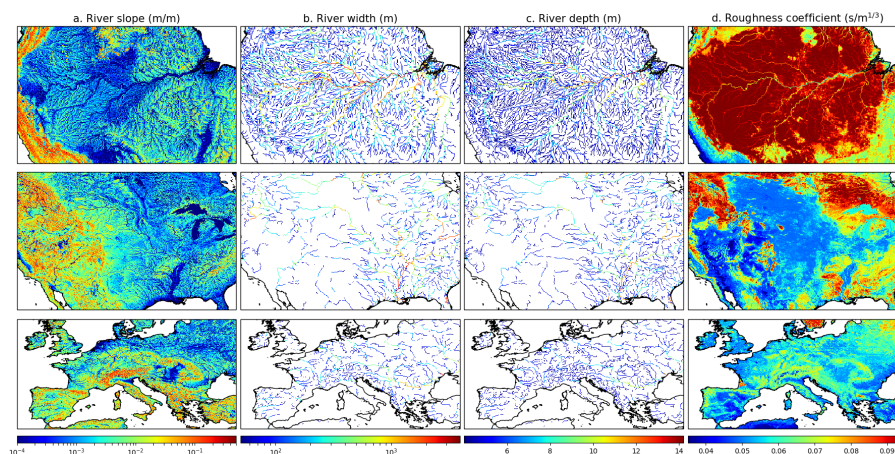 a. River slope (m/m)
b. River width (m)
c. River depth (m)
d. Roughness coefficient (s/m^{1/3})
10^{-4} 10^{-3} 10^{-2} 10^{-1}
10^{2} 10^{3}
6 8 10 12 14
0.04 0.05 0.06 0.07 0.08 0.09